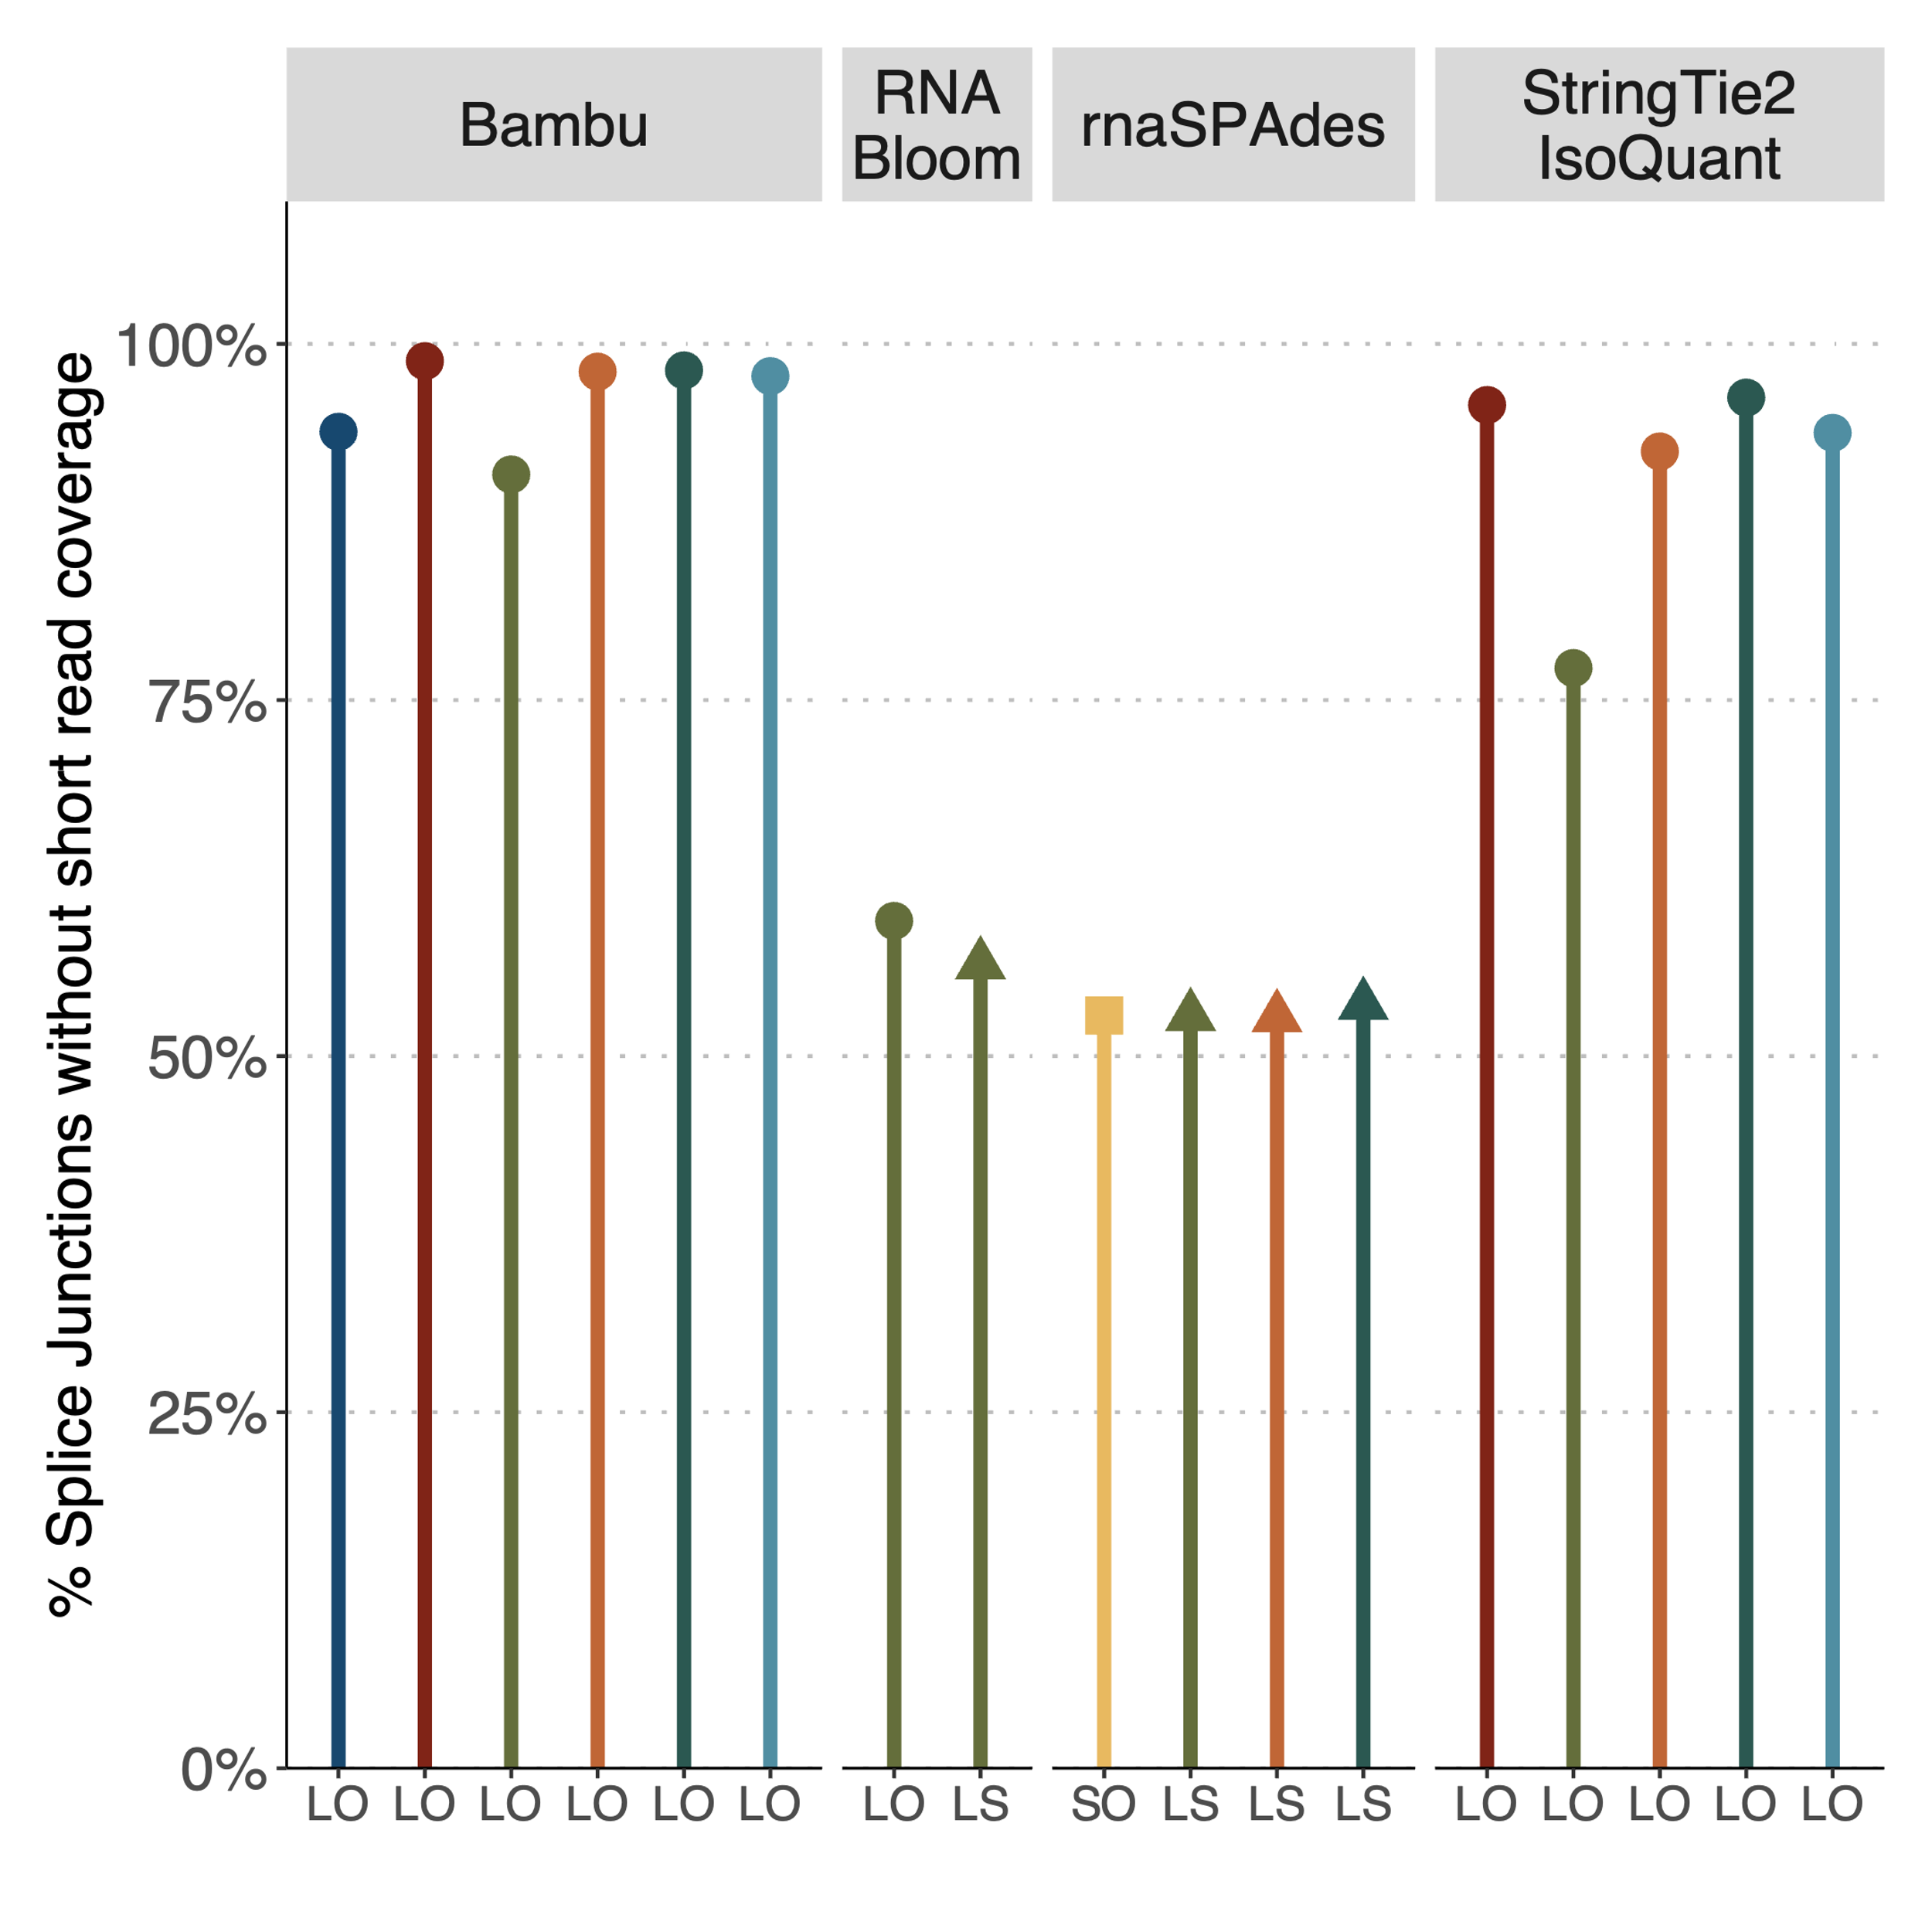 Bambu
RNA
Bloom
rnaSPAdes
StringTie2
IsoQuant
% Splice Junctions without short read coverage
100%
75%
50%
25%
0%
LO LO LO LO LO LO LO LS SO LS LS LS LO LO LO LO LO